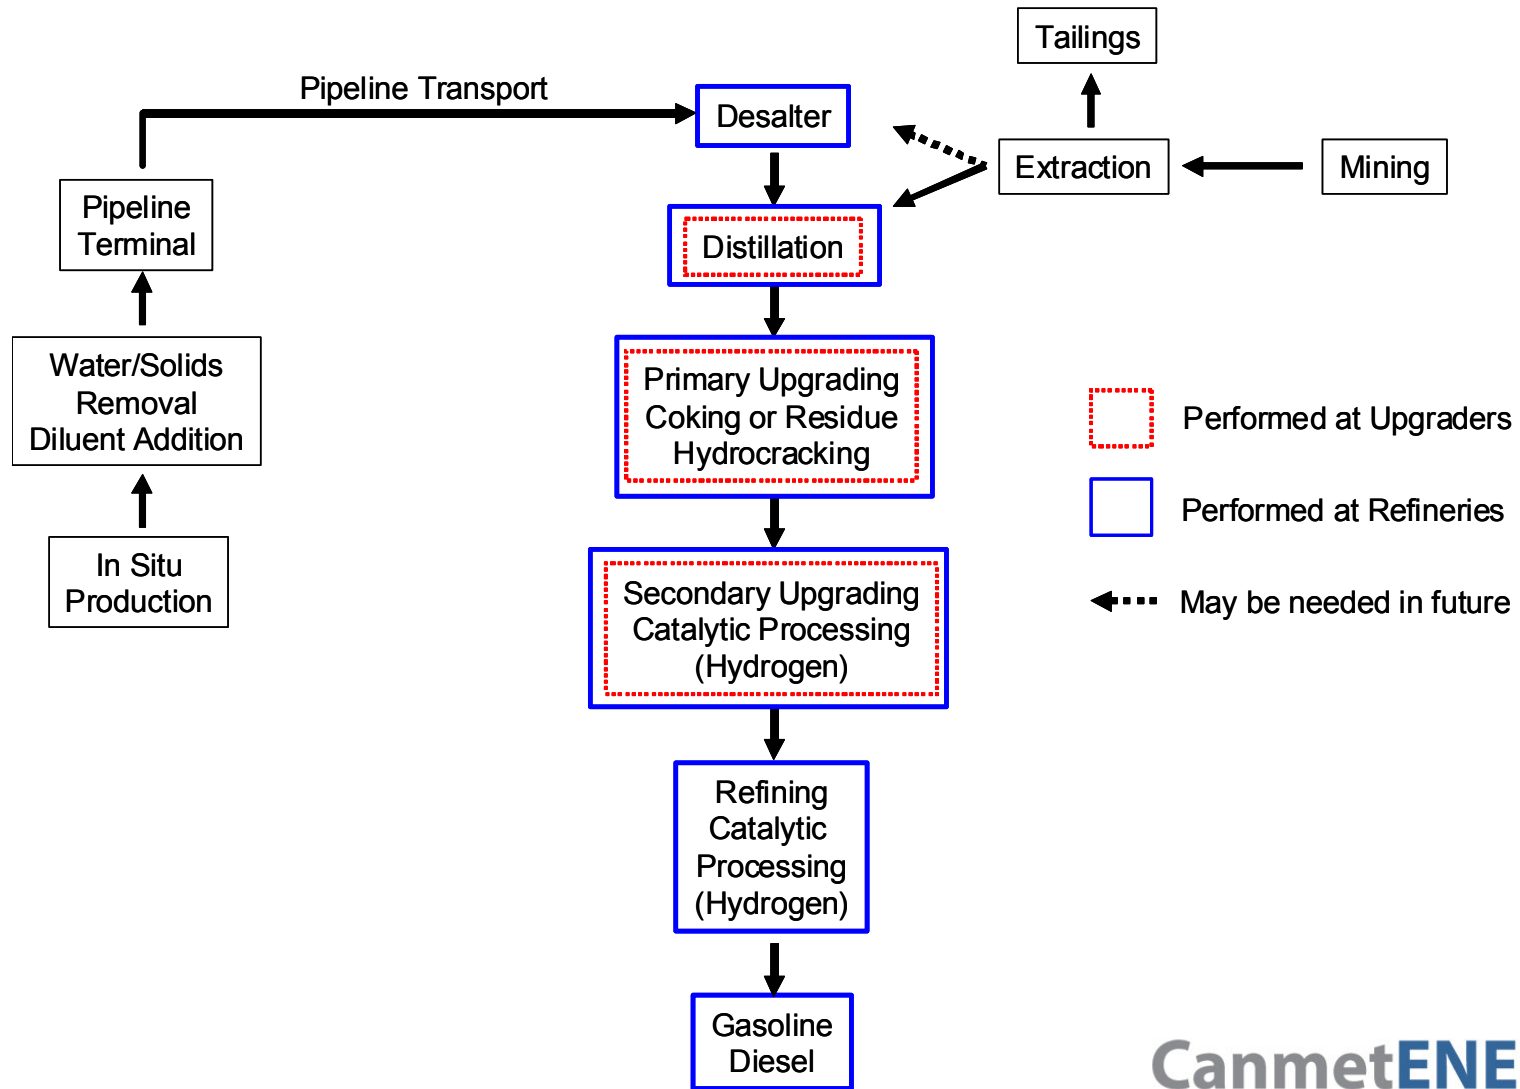 Tailings
Pipeline Transport
Desalter
Extraction
Mining
Pipeline
Terminal
Distillation
Water/Solids
Removal
Diluent Addition
Primary Upgrading
Coking or Residue
Hydrocracking
Performed at Upgraders
Performed at Refineries
In Situ
Production
Secondary Upgrading
Catalytic Processing
(Hydrogen)
May be needed in future
Refining
Catalytic
Processing
(Hydrogen)
Gasoline
Diesel
CanmetENE